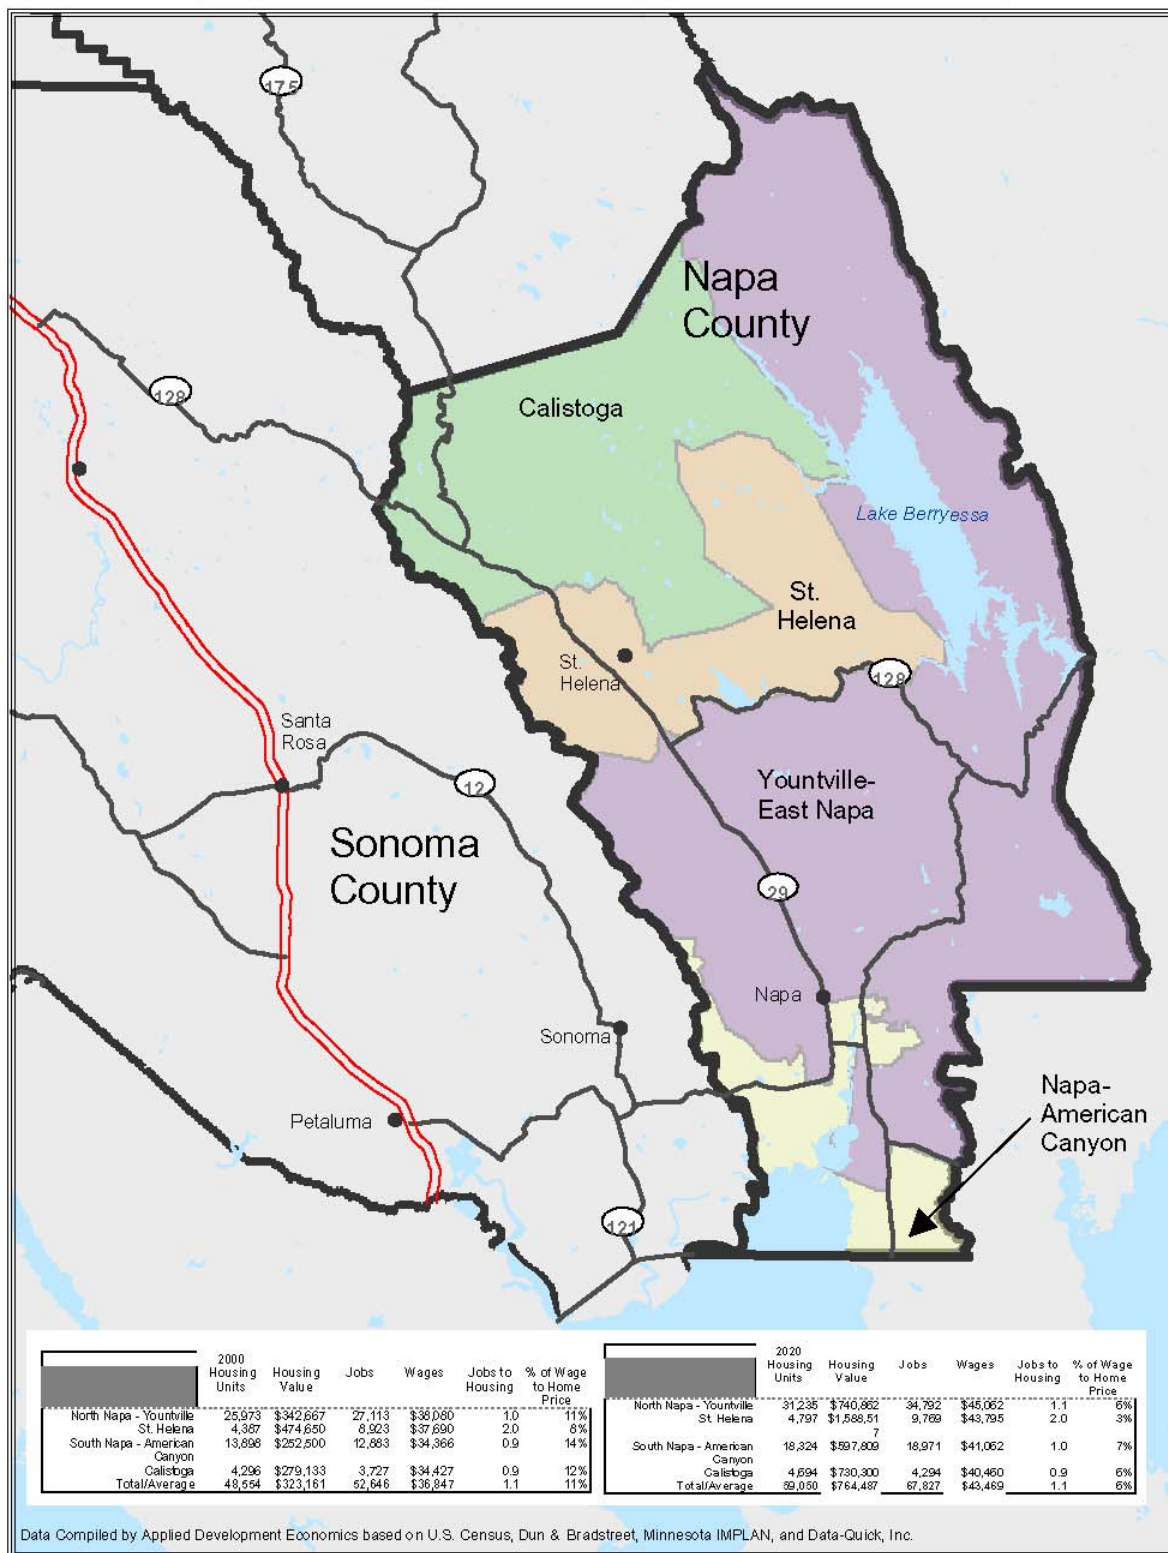 175
Napa
County
Calistoga
128
Lake Berryessa
St.
Helena
St.
Helena
128
Santa
Rosa
12
Yountville-
East Napa
Sonoma
County
29
Napa
Sonoma
Napa-
American
Canyon
Petaluma
121
2000
Housing Units Housing Value Jobs Wages Jobs to Housing % of Wage to Home Price
North Napa - Yountville 25,973 $342,667 27,113 $38,080 1.0 11%
St. Helena 4,387 $474,650 8,923 $37,690 2.0 8%
South Napa - American Canyon 13,898 $252,500 12,883 $34,366 0.9 14%
Calistoga 4,296 $279,133 3,727 $34,427 0.9 12%
Total/Average 48,554 $323,161 52,646 $36,847 1.1 11%
2020
Housing Units Housing Value Jobs Wages Jobs to Housing % of Wage to Home Price
North Napa - Yountville 31,235 $740,862 34,792 $45,062 1.1 6%
St. Helena 4,797 $1,588,517 9,769 $43,795 2.0 3%
South Napa - American Canyon 18,324 $597,809 18,971 $41,062 1.0 7%
Calistoga 4,694 $730,300 4,294 $40,460 0.9 6%
Total/Average 59,050 $764,487 67,827 $43,469 1.1 6%
Data Compiled by Applied Development Economics based on U.S. Census, Dun & Bradstreet, Minnesota IMPLAN, and Data-Quick, Inc.